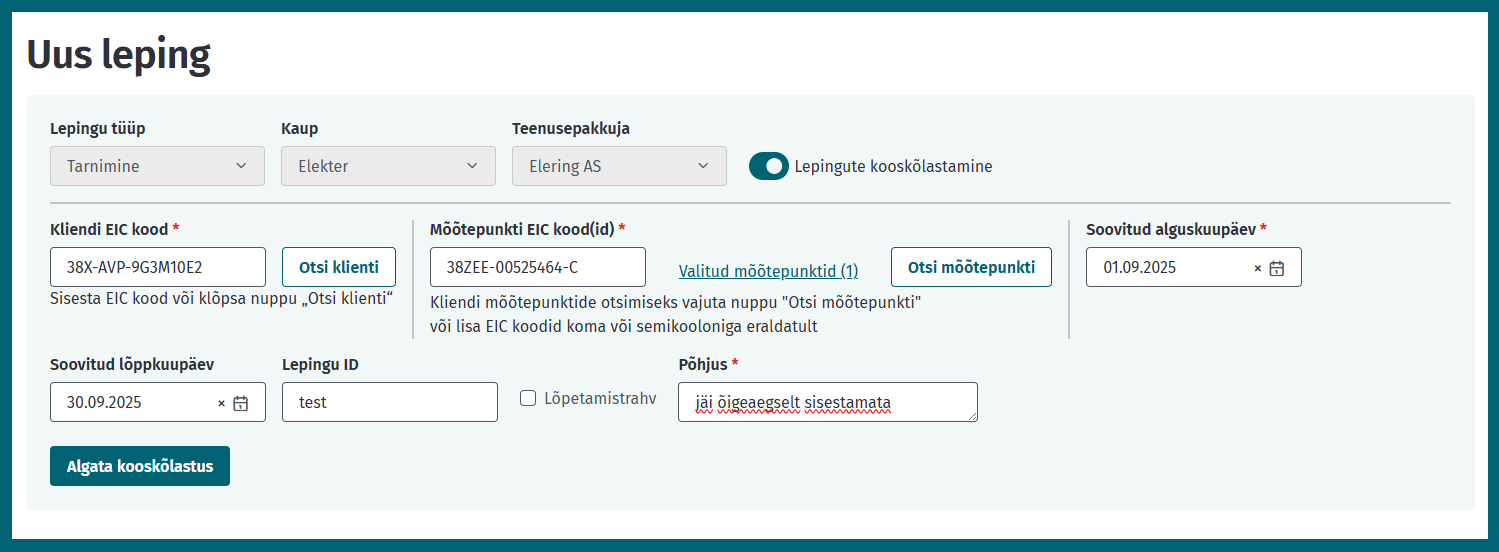 Uus leping
Lepingu tüüp
Kaup
Teenusepakkuja
Tarnimine
Elekter
Elering AS
Lepingute kooskõlastamine
Kliendi EIC kood *
Mõõtepunkti EIC kood(id) *
Soovitud alguskuupäev *
38X-AVP-9G3M10E2
Otsi klienti
38ZEE-00525464-C
Valitud mõõtepunktid (1)
Otsi mõõtepunkti
01.09.2025
×
Sisesta EIC kood või klõpsa nuppu „Otsi klienti“
Kliendi mõõtepunktide otsimiseks vajuta nuppu "Otsi mõõtepunkti"
või lisa EIC koodid koma või semikooloniga eraldatult
Soovitud lõppkuupäev
Lepingu ID
Põhjus *
30.09.2025
×
test
Lõpetamistrahv
jäi õigeaegselt sisestamata
Algata kooskõlastus